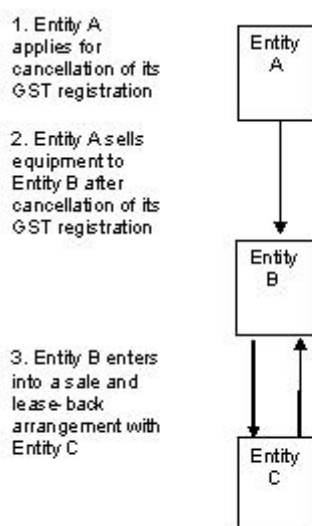 1. Entity A
applies for
cancellation of its
GST registration
Entity
A
2. Entity A sells
equipment to
Entity B after
cancellation of its
GST registration
Entity
B
3. Entity B enters
into a sale and
lease-back
arrangement with
Entity C
Entity
C